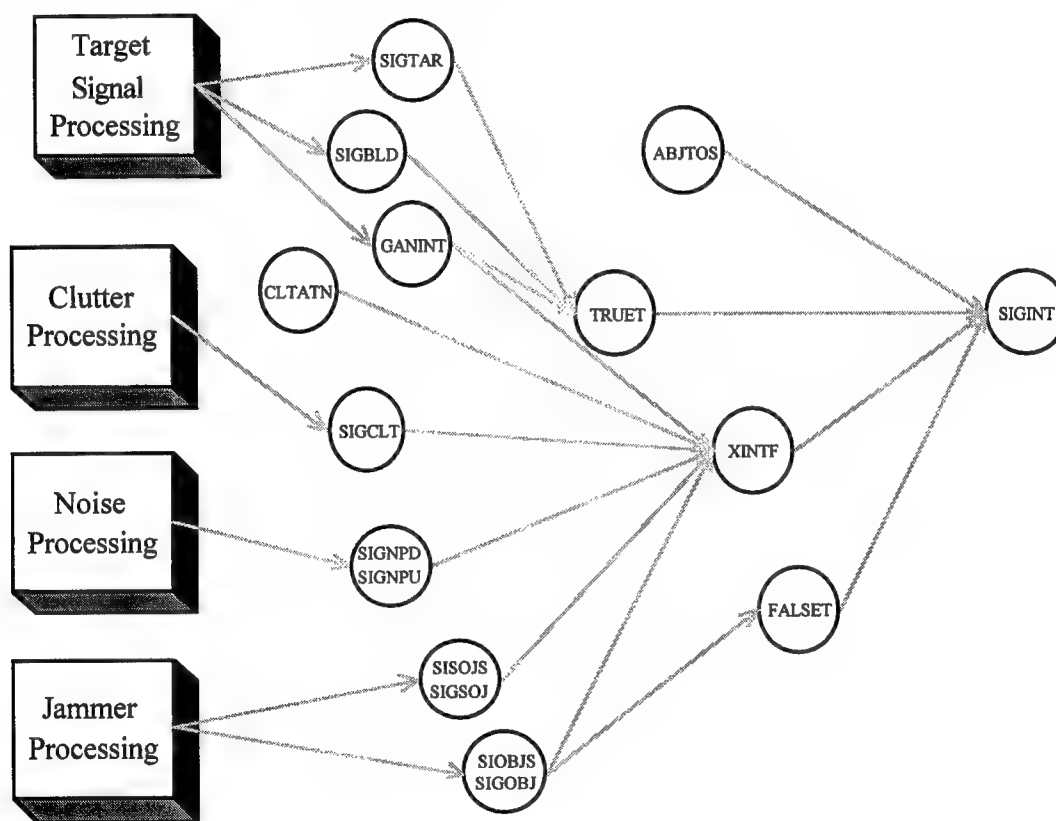 Target
Signal
Processing
SIGTAR
SIGBLD
ABJTOS
GANINT
Clutter
Processing
CLTATN
TRUET
SIGINT
SIGCLT
XINTF
Noise
Processing
SIGNPD
SIGNPU
FALSET
Jammer
Processing
SISOJS
SIGSOJ
SIOBJS
SIGOBJ